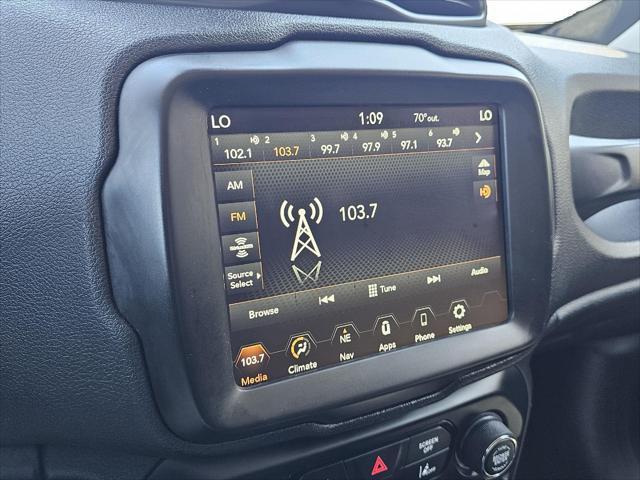 LO 1:09 70°out. LO
1 2 3 4 5 6
102.1 103.7 99.7 97.9 97.1 93.7
Map
AM
FM
103.7
Source
Select
Browse Tune Audio
103.7 NE
Media Climate Nav Apps Phone Settings
SCREEN
OFF
OFF